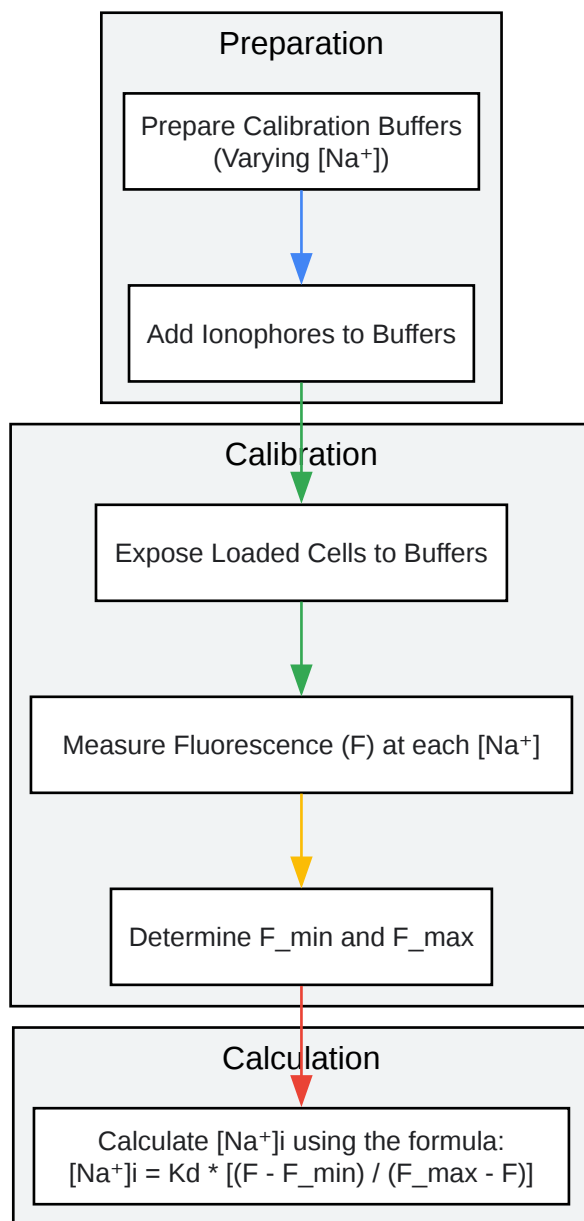 Preparation
Prepare Calibration Buffers
(Varying [Na⁺])
Add Ionophores to Buffers
Calibration
Expose Loaded Cells to Buffers
Measure Fluorescence (F) at each [Na⁺]
Determine F_min and F_max
Calculation
Calculate [Na⁺]i using the formula:
[Na⁺]i = Kd * [(F - F_min) / (F_max - F)]